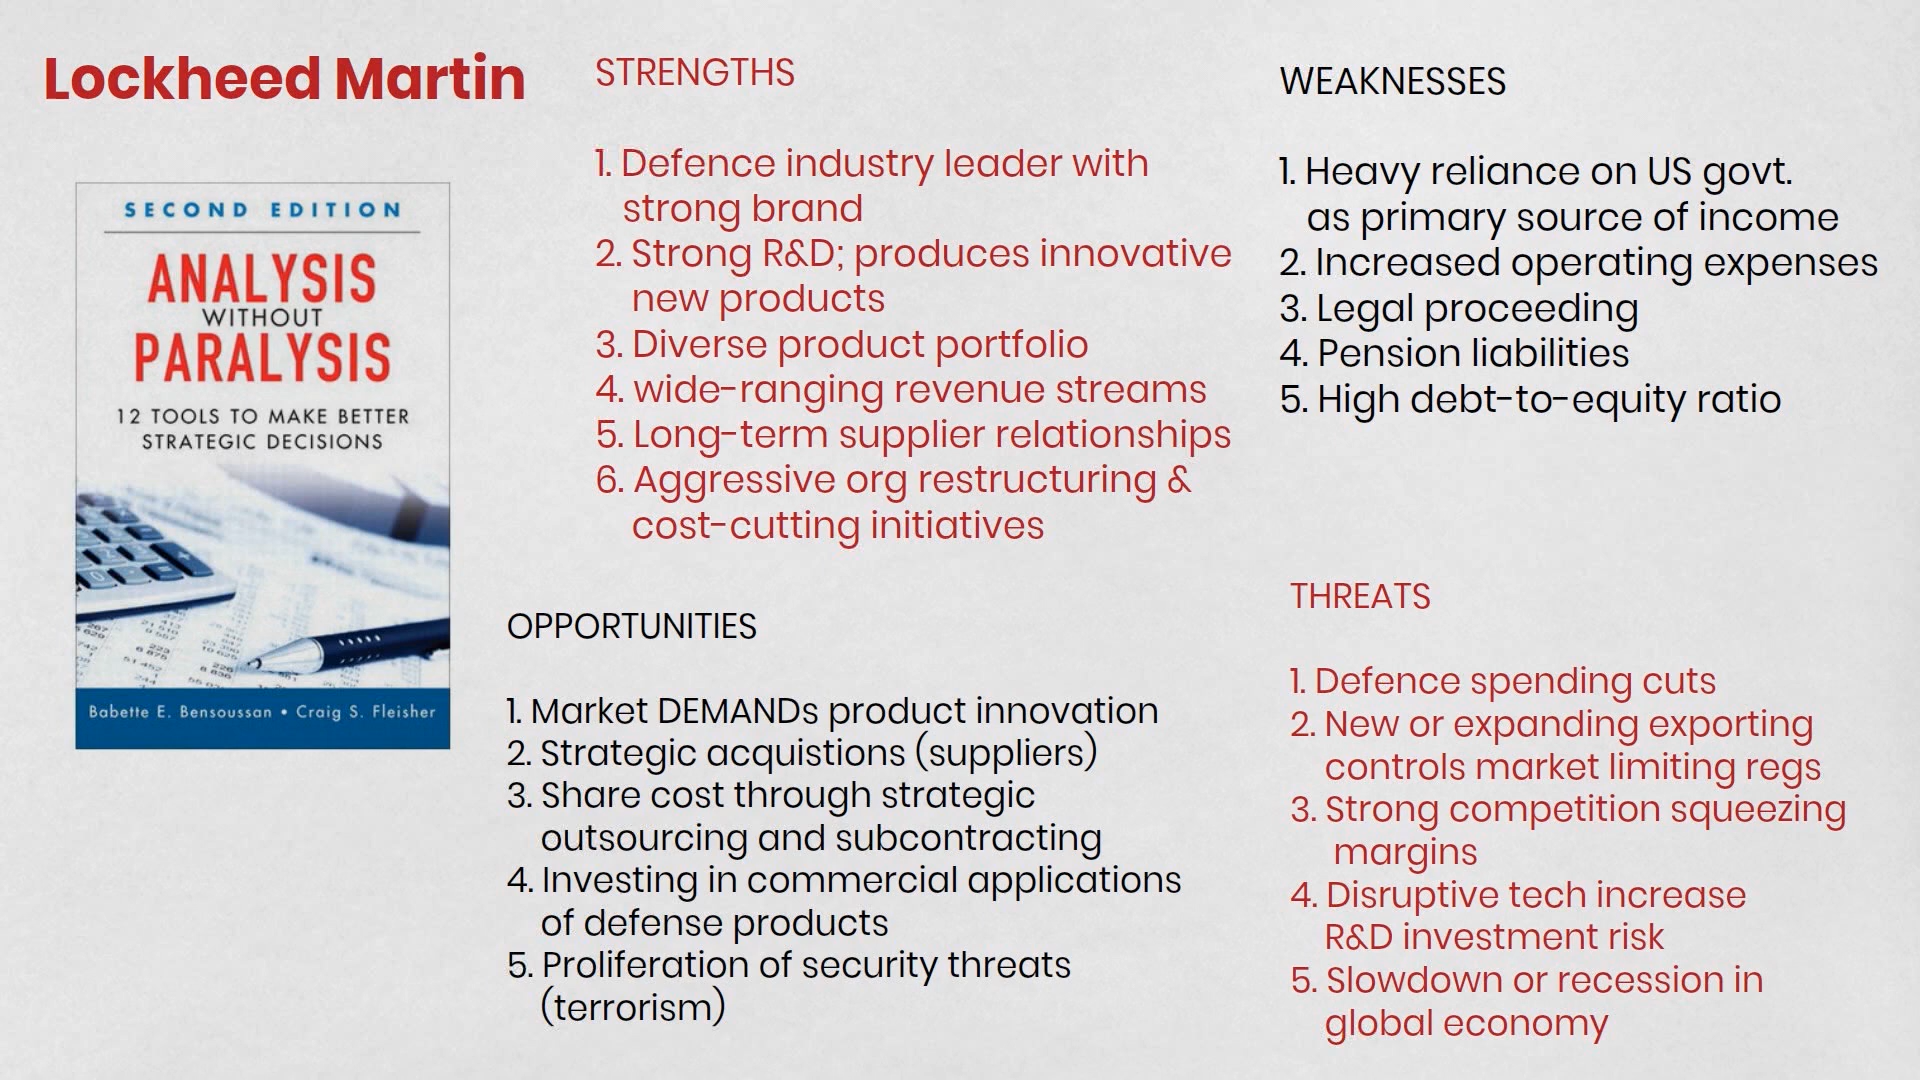 Lockheed Martin
SECOND EDITION
ANALYSIS
WITHOUT
PARALYSIS
12 TOOLS TO MAKE BETTER
STRATEGIC DECISIONS
Babette E. Bensoussan • Craig S. Fleisher
STRENGTHS
1. Defence industry leader with
strong brand
2. Strong R&D; produces innovative
new products
3. Diverse product portfolio
4. wide-ranging revenue streams
5. Long-term supplier relationships
6. Aggressive org restructuring &
cost-cutting initiatives
WEAKNESSES
1. Heavy reliance on US govt.
as primary source of income
2. Increased operating expenses
3. Legal proceeding
4. Pension liabilities
5. High debt-to-equity ratio
OPPORTUNITIES
1. Market DEMANDs product innovation
2. Strategic acquistions (suppliers)
3. Share cost through strategic
outsourcing and subcontracting
4. Investing in commercial applications
of defense products
5. Proliferation of security threats
(terrorism)
THREATS
1. Defence spending cuts
2. New or expanding exporting
controls market limiting regs
3. Strong competition squeezing
margins
4. Disruptive tech increase
R&D investment risk
5. Slowdown or recession in
global economy